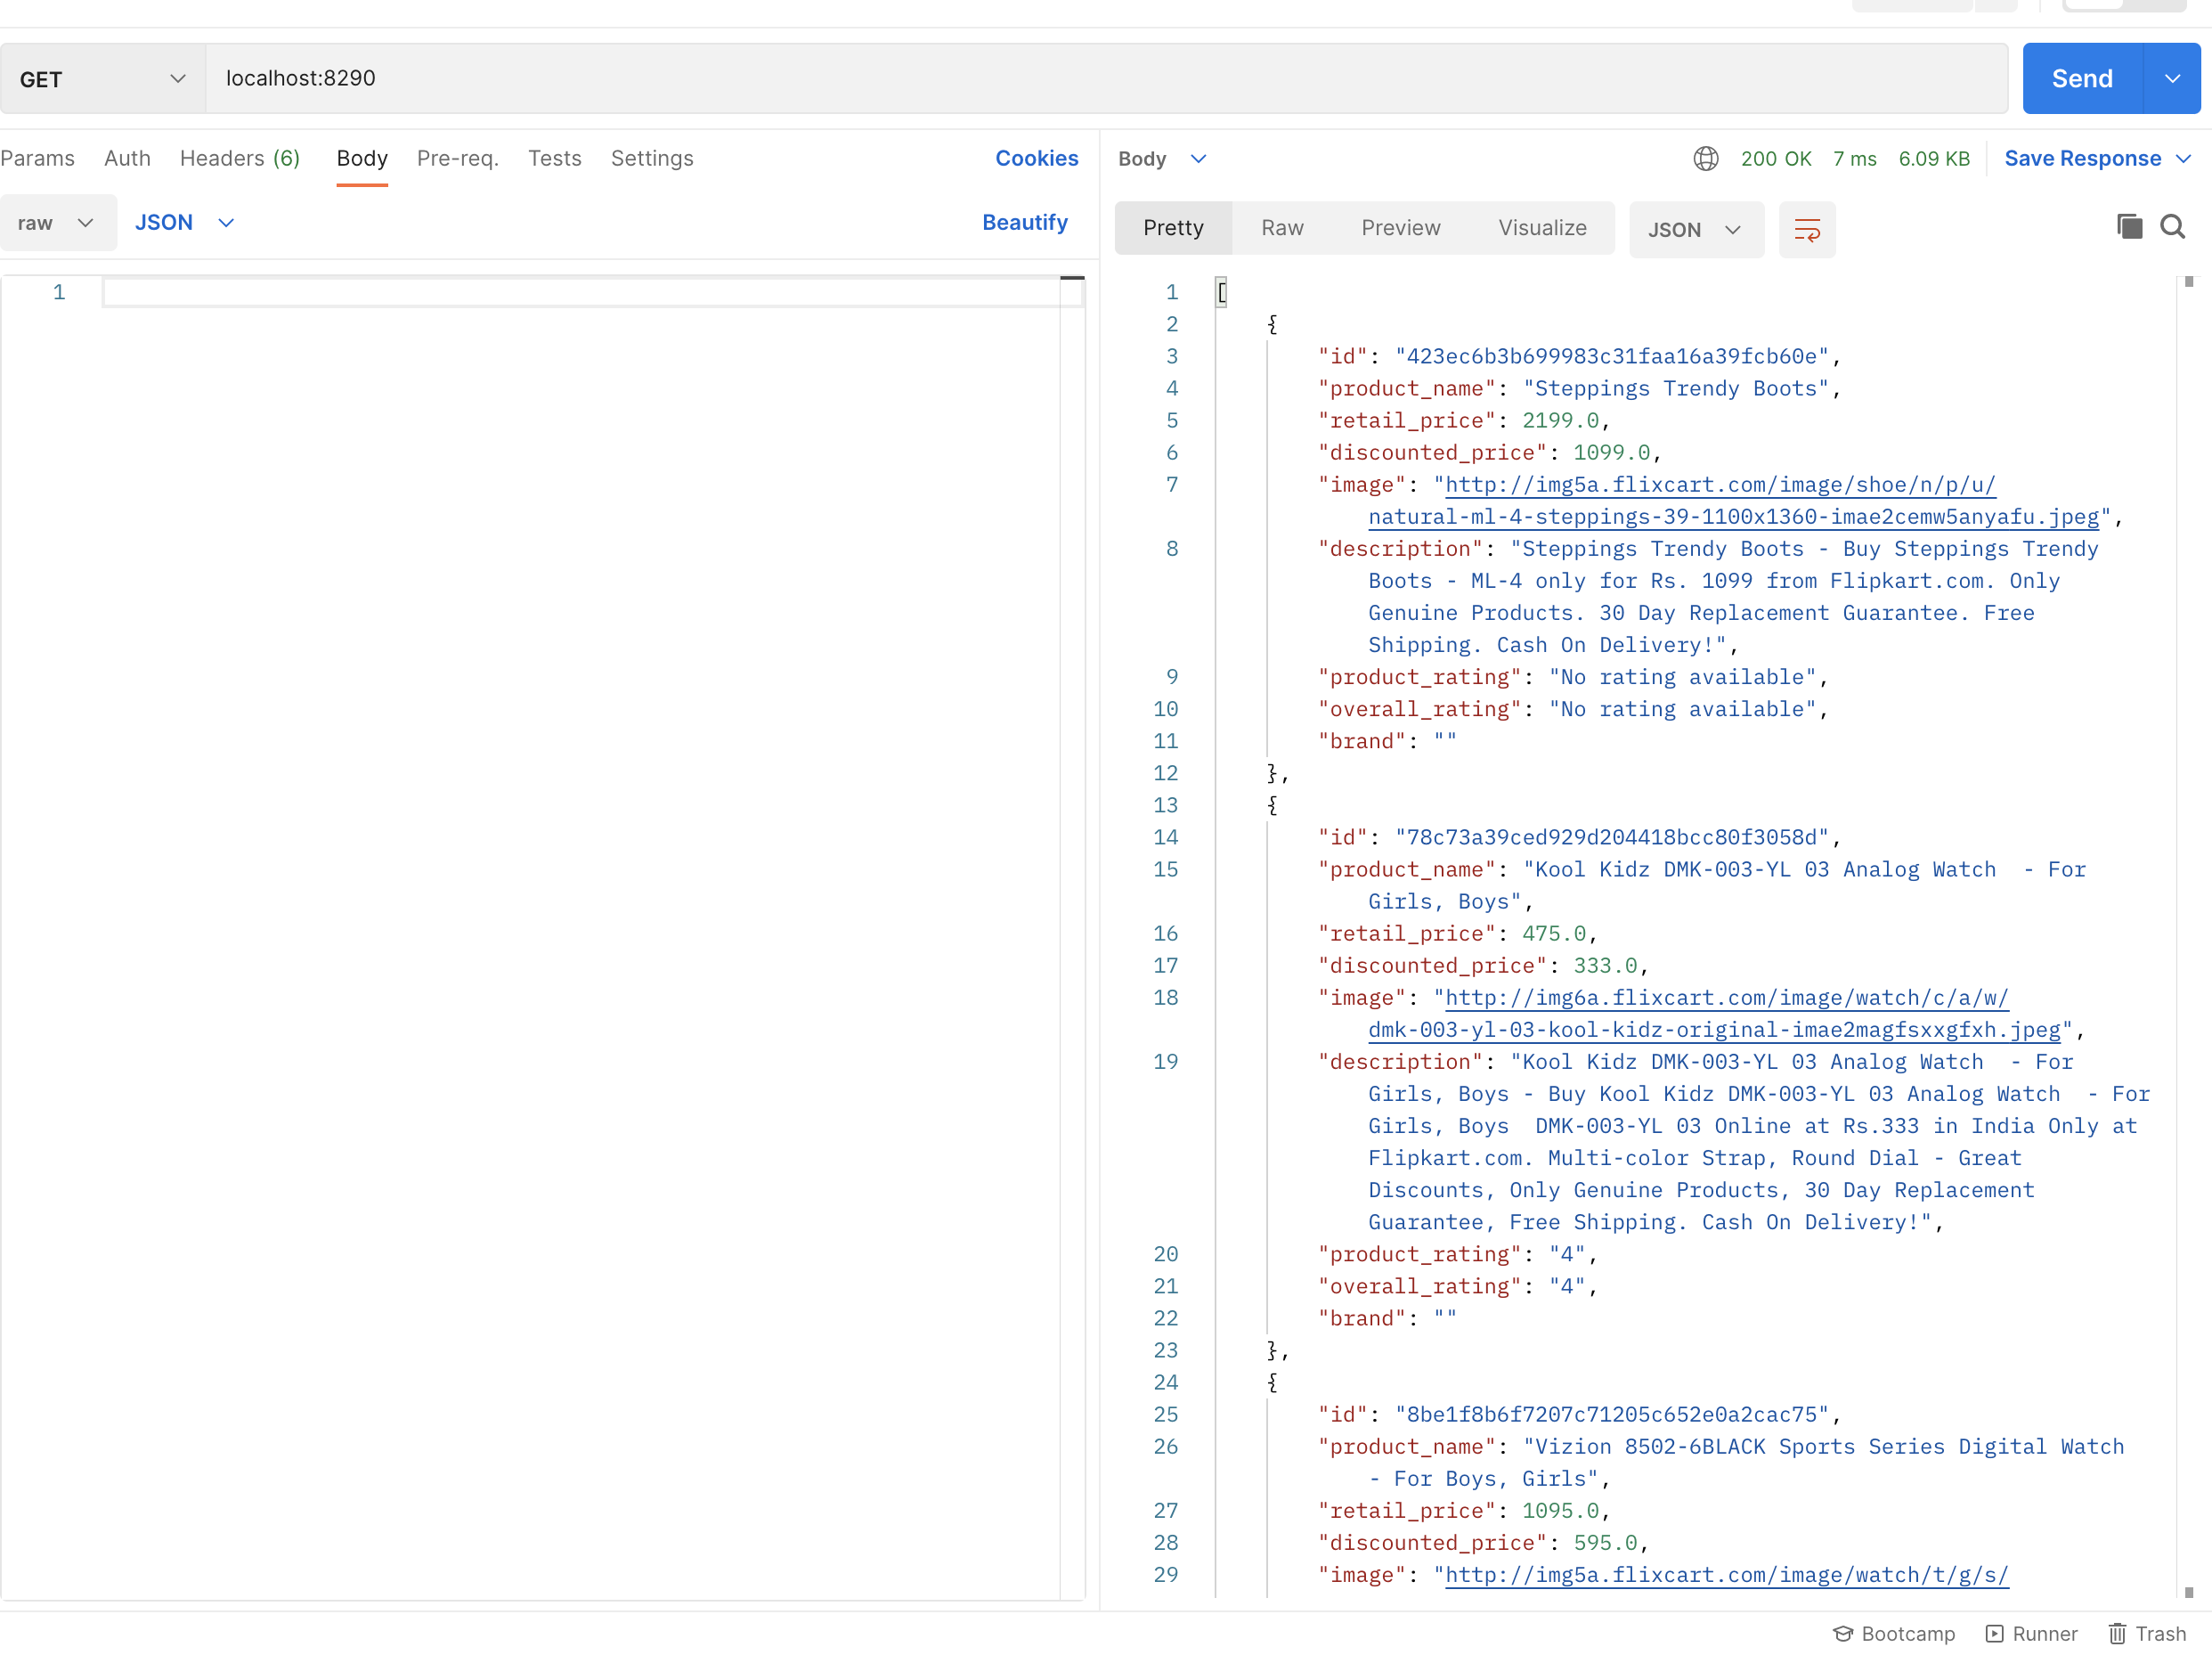 GET
localhost:8290
Send
Params Auth Headers (6) Body Pre-req. Tests Settings Cookies
Body 200 OK 7 ms 6.09 KB Save Response
raw JSON Beautify
Pretty Raw Preview Visualize JSON
1
1 [
2 {
3 "id": "423ec6b3b699983c31faa16a39fcb60e",
4 "product_name": "Steppings Trendy Boots",
5 "retail_price": 2199.0,
6 "discounted_price": 1099.0,
7 "image": "http://img5a.flixcart.com/image/shoe/n/p/u/
natural-ml-4-steppings-39-1100x1360-imae2cemw5anyafu.jpeg",
8 "description": "Steppings Trendy Boots - Buy Steppings Trendy
Boots - ML-4 only for Rs. 1099 from Flipkart.com. Only
Genuine Products. 30 Day Replacement Guarantee. Free
Shipping. Cash On Delivery!",
9 "product_rating": "No rating available",
10 "overall_rating": "No rating available",
11 "brand": ""
12 },
13 {
14 "id": "78c73a39ced929d204418bcc80f3058d",
15 "product_name": "Kool Kidz DMK-003-YL 03 Analog Watch  - For
Girls, Boys",
16 "retail_price": 475.0,
17 "discounted_price": 333.0,
18 "image": "http://img6a.flixcart.com/image/watch/c/a/w/
dmk-003-yl-03-kool-kidz-original-imae2magfsxxgfxh.jpeg",
19 "description": "Kool Kidz DMK-003-YL 03 Analog Watch  - For
Girls, Boys - Buy Kool Kidz DMK-003-YL 03 Analog Watch  - For
Girls, Boys  DMK-003-YL 03 Online at Rs.333 in India Only at
Flipkart.com. Multi-color Strap, Round Dial - Great
Discounts, Only Genuine Products, 30 Day Replacement
Guarantee, Free Shipping. Cash On Delivery!",
20 "product_rating": "4",
21 "overall_rating": "4",
22 "brand": ""
23 },
24 {
25 "id": "8be1f8b6f7207c71205c652e0a2cac75",
26 "product_name": "Vizion 8502-6BLACK Sports Series Digital Watch
- For Boys, Girls",
27 "retail_price": 1095.0,
28 "discounted_price": 595.0,
29 "image": "http://img5a.flixcart.com/image/watch/t/g/s/
Bootcamp Runner Trash